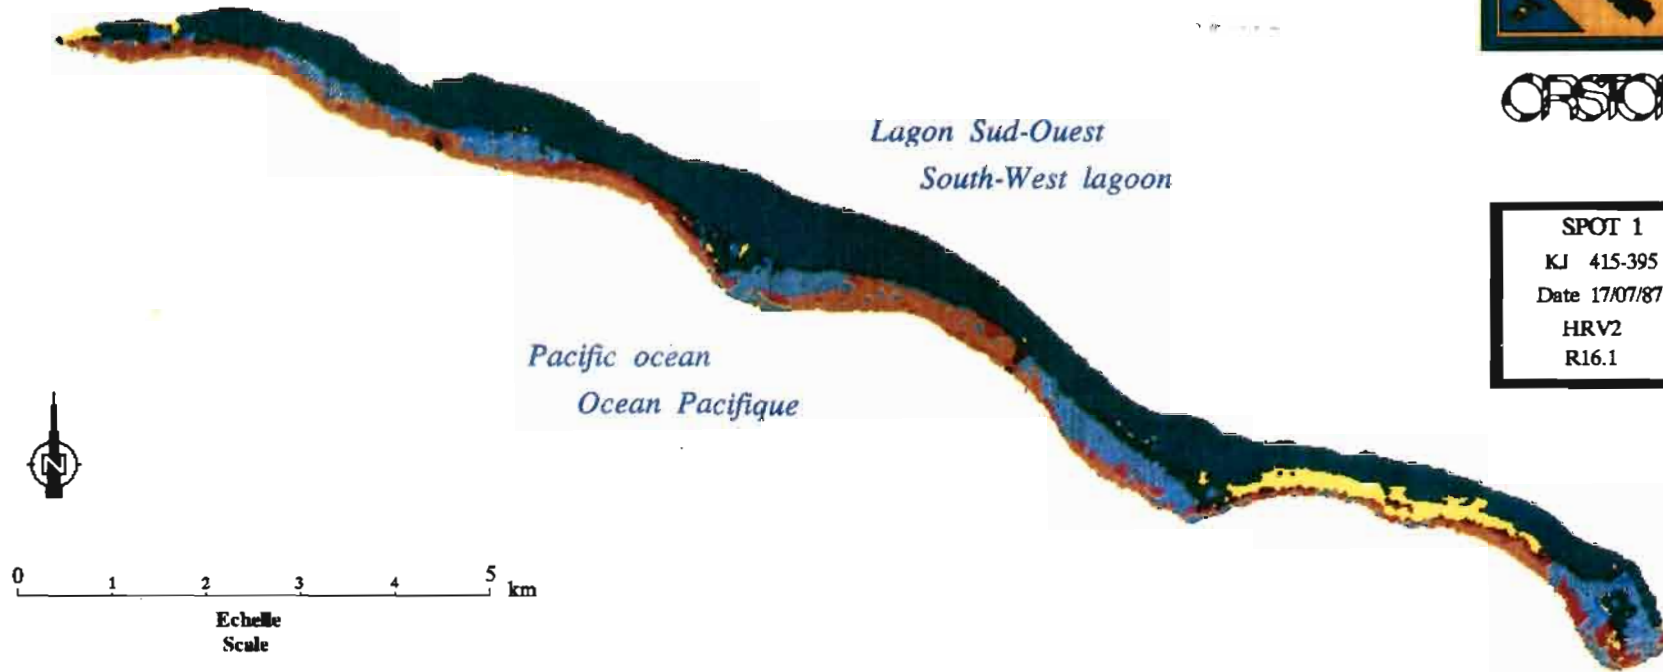 Lagon Sud-Ouest
South-West lagoon
SPOT 1
KJ 415-395
Date 17/07/87
HRV2
R16.1
Pacific ocean
Ocean Pacifique
N
0 1 2 3 4 5 km
Echelle
Scale